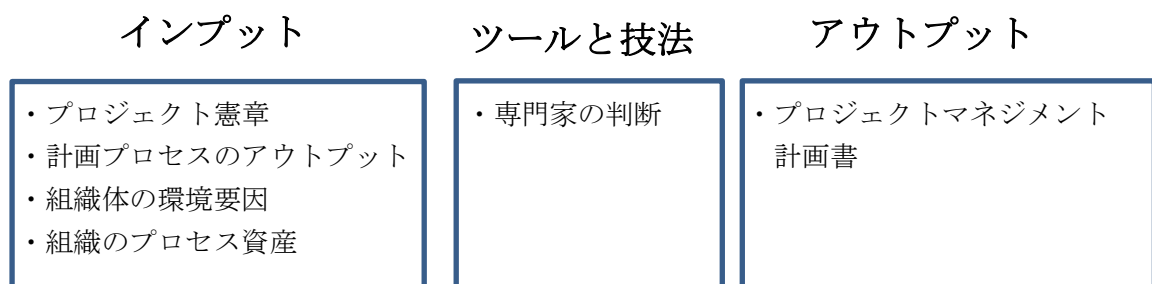 インプット
・プロジェクト憲章
・計画プロセスのアウトプット
・組織体の環境要因
・組織のプロセス資産
ツールと技法
・専門家の判断
アウトプット
・プロジェクトマネジメント
計画書